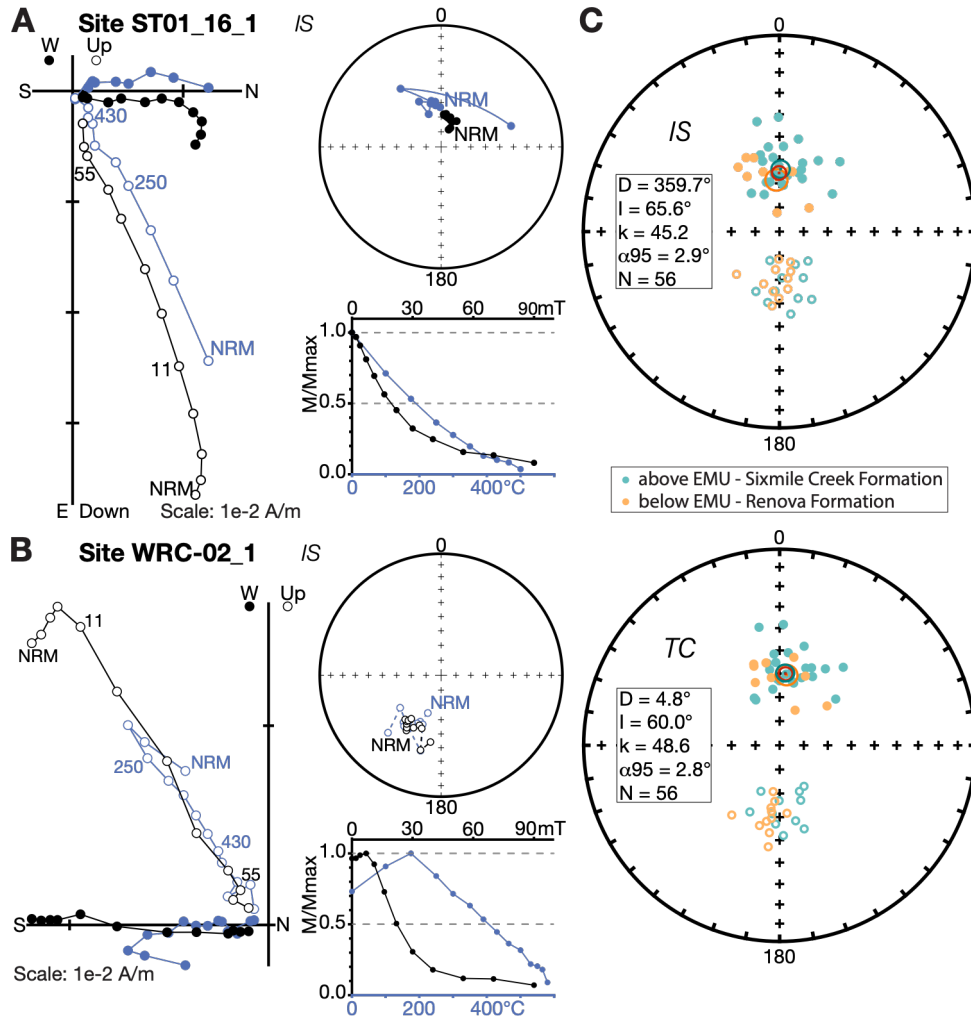 A Site ST01_16_1
W Up
S N
430
55
250
NRM
11
NRM
E Down Scale: 1e-2 A/m
IS
0
NRM
NRM
180
0 30 60 90mT
1.0
M/Mmax
0.5
0.0
0 200 400°C
B Site WRC-02_1
W Up
11
NRM
250
NRM
430
55
S N
Scale: 1e-2 A/m
IS
0
NRM
NRM
180
0 30 60 90mT
1.0
M/Mmax
0.5
0.0
0 200 400°C
C
0
IS
D = 359.7°
I = 65.6°
k = 45.2
α95 = 2.9°
N = 56
180
above EMU - Sixmile Creek Formation
below EMU - Renova Formation
0
TC
D = 4.8°
I = 60.0°
k = 48.6
α95 = 2.8°
N = 56
180